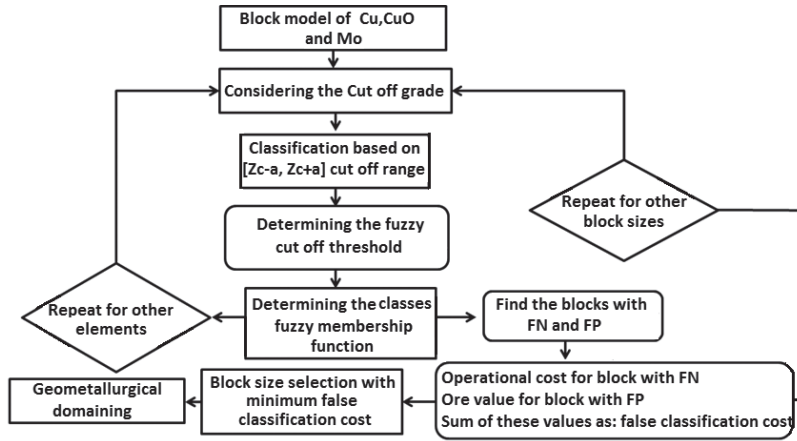 Block model of Cu,CuO
and Mo
Considering the Cut off grade
Classification based on
[Zc-a, Zc+a] cut off range
Repeat for other
block sizes
Determining the fuzzy
cut off threshold
Repeat for other
elements
Determining the classes
fuzzy membership
function
Find the blocks with
FN and FP
Geometallurgical
domaining
Block size selection with
minimum false
classification cost
Operational cost for block with FN
Ore value for block with FP
Sum of these values as: false classification cost